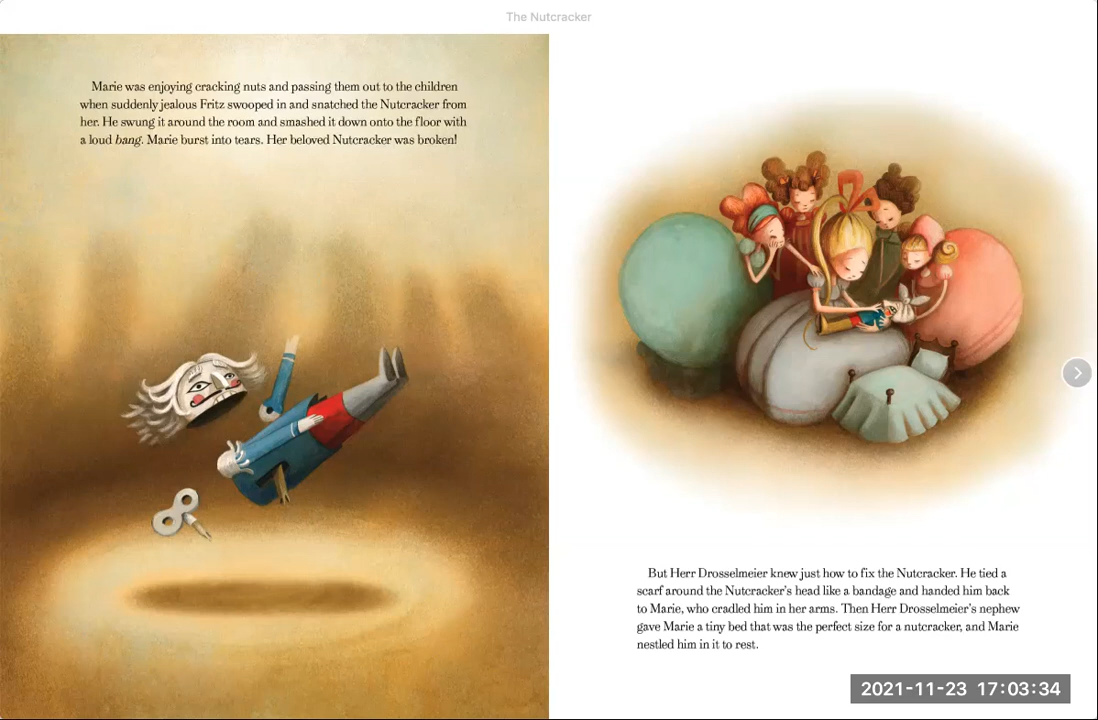 The Nutcracker
Marie was enjoying cracking nuts and passing them out to the children
when suddenly jealous Fritz swooped in and snatched the Nutcracker from
her. He swung it around the room and smashed it down onto the floor with
a loud bang. Marie burst into tears. Her beloved Nutcracker was broken!
But Herr Drosselmeier knew just how to fix the Nutcracker. He tied a
scarf around the Nutcracker's head like a bandage and handed him back
to Marie, who cradled him in her arms. Then Herr Drosselmeier's nephew
gave Marie a tiny bed that was the perfect size for a nutcracker, and Marie
nestled him in it to rest.
2021-11-23 17:03:34